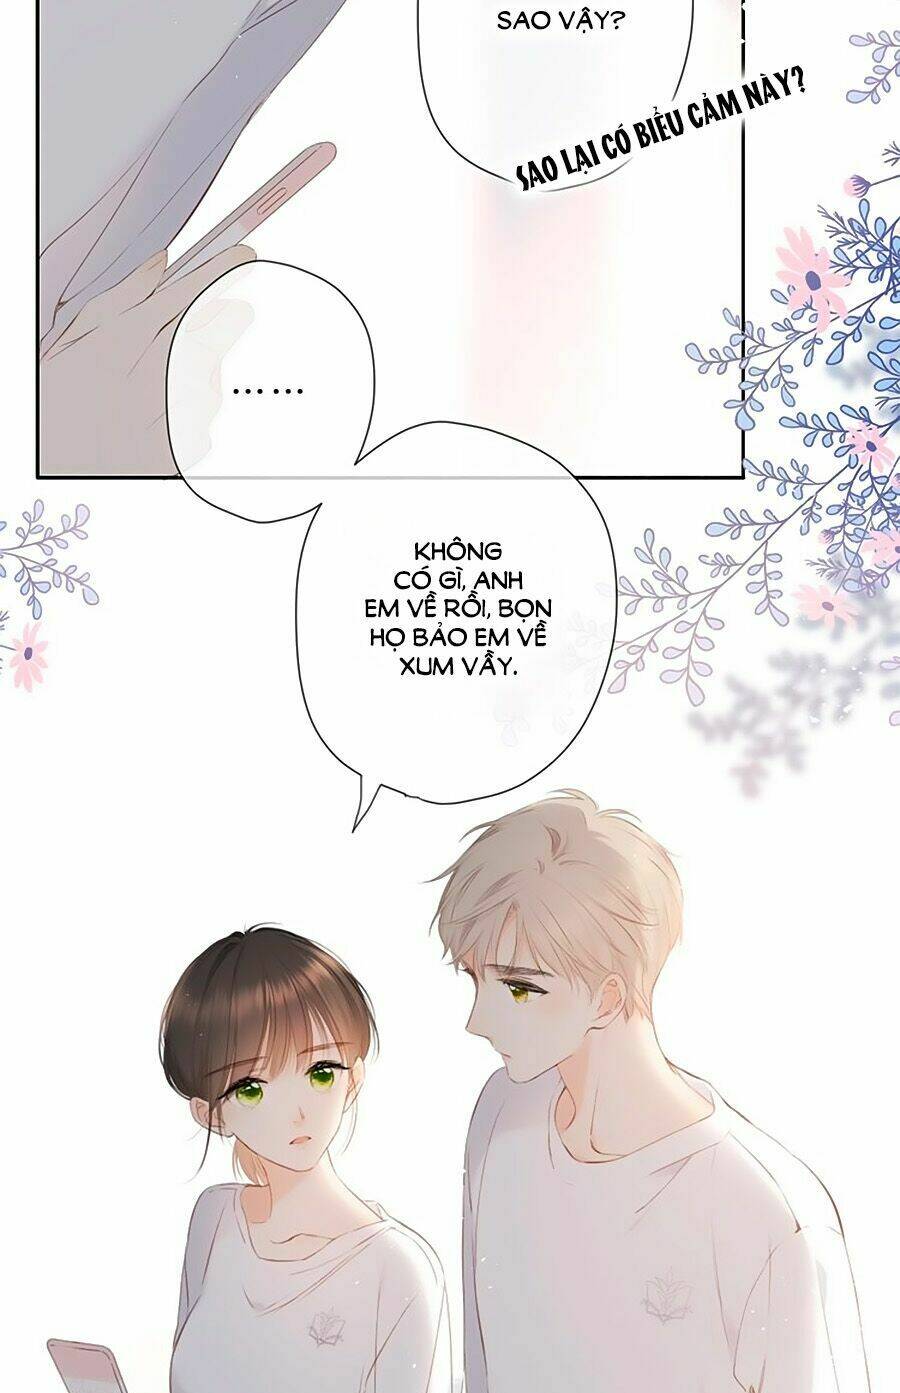 SAO VẬY?
SAO LẠI CÓ BIỂU CẢM NÀY?
……
KHÔNG
CÓ GÌ, ANH
EM VỀ RỒI, BỌN
HỌ BẢO EM VỀ
XUM VẦY.